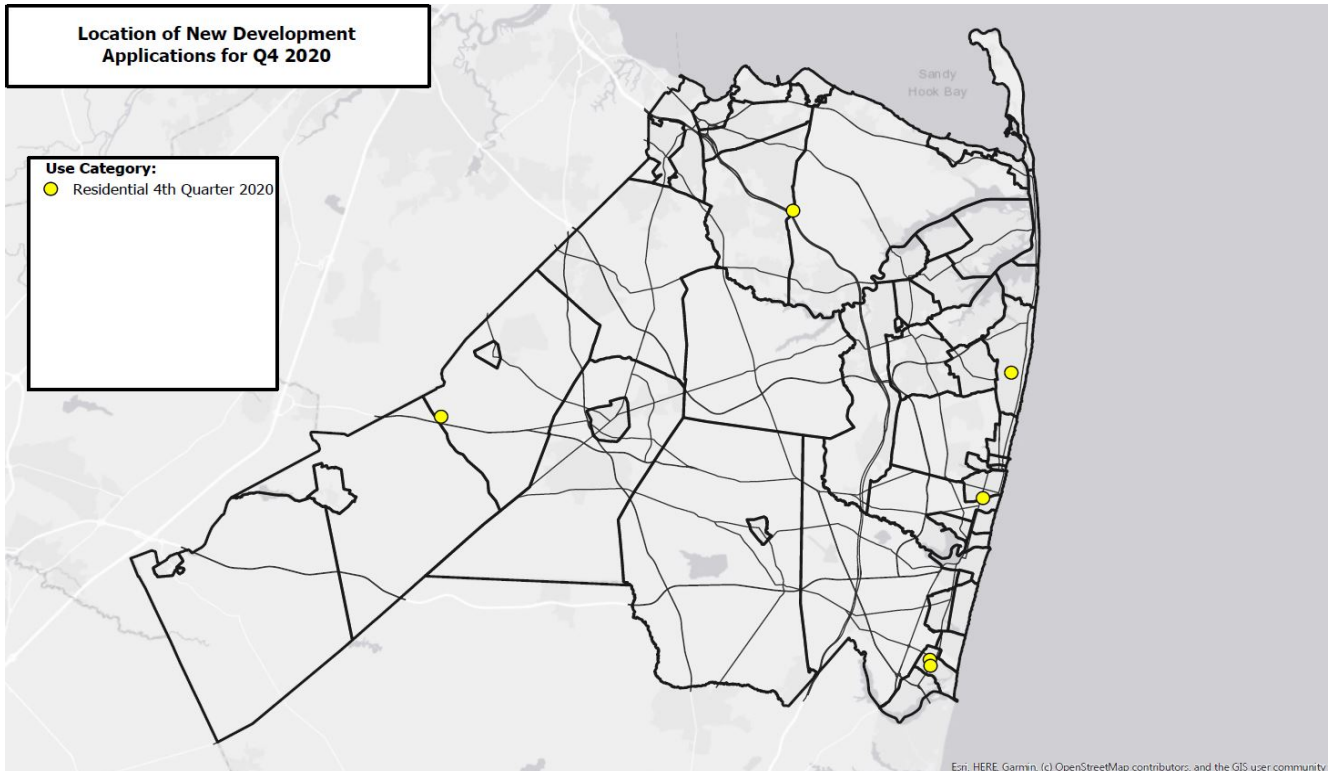 Location of New Development
Applications for Q4 2020
Sandy
Hook Bay
Use Category:
Residential 4th Quarter 2020
Esri, HERE, Garmin, (c) OpenStreetMap contributors, and the GIS user community